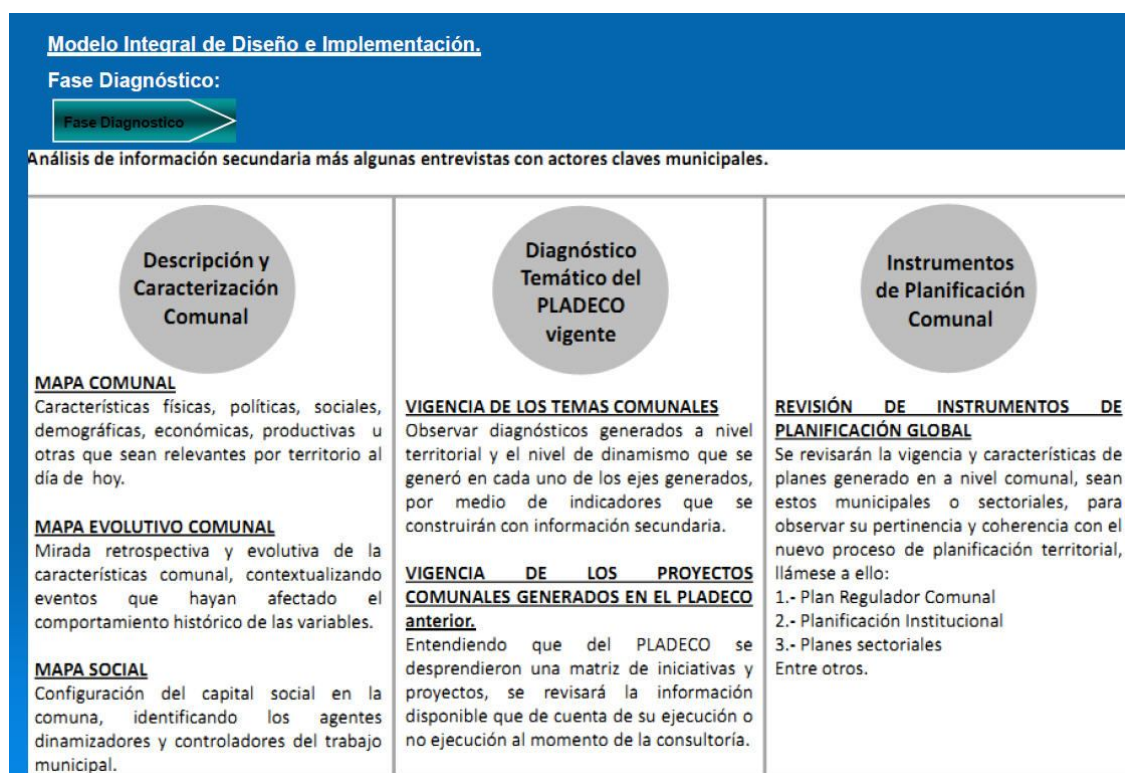 Modelo Integral de Diseño e Implementación.
Fase Diagnóstico:
Fase Diagnostico
Análisis de información secundaria más algunas entrevistas con actores claves municipales.
Descripción y
Caracterización
Comunal
MAPA COMUNAL
Características físicas, políticas, sociales,
demográficas, económicas, productivas u
otras que sean relevantes por territorio al
día de hoy.
MAPA EVOLUTIVO COMUNAL
Mirada retrospectiva y evolutiva de la
características comunal, contextualizando
eventos que hayan afectado el
comportamiento histórico de las variables.
MAPA SOCIAL
Configuración del capital social en la
comuna, identificando los agentes
dinamizadores y controladores del trabajo
municipal.
Diagnóstico
Temático del
PLADECO
vigente
VIGENCIA DE LOS TEMAS COMUNALES
Observar diagnósticos generados a nivel
territorial y el nivel de dinamismo que se
generó en cada uno de los ejes generados,
por medio de indicadores que se
construirán con información secundaria.
VIGENCIA DE LOS PROYECTOS
COMUNALES GENERADOS EN EL PLADECO
anterior.
Entendiendo que del PLADECO se
desprendieron una matriz de iniciativas y
proyectos, se revisará la información
disponible que de cuenta de su ejecución o
no ejecución al momento de la consultoría.
Instrumentos
de Planificación
Comunal
REVISIÓN DE INSTRUMENTOS DE
PLANIFICACIÓN GLOBAL
Se revisarán la vigencia y características de
planes generado en a nivel comunal, sean
estos municipales o sectoriales, para
observar su pertinencia y coherencia con el
nuevo proceso de planificación territorial,
llámese a ello:
1.- Plan Regulador Comunal
2.- Planificación Institucional
3.- Planes sectoriales
Entre otros.